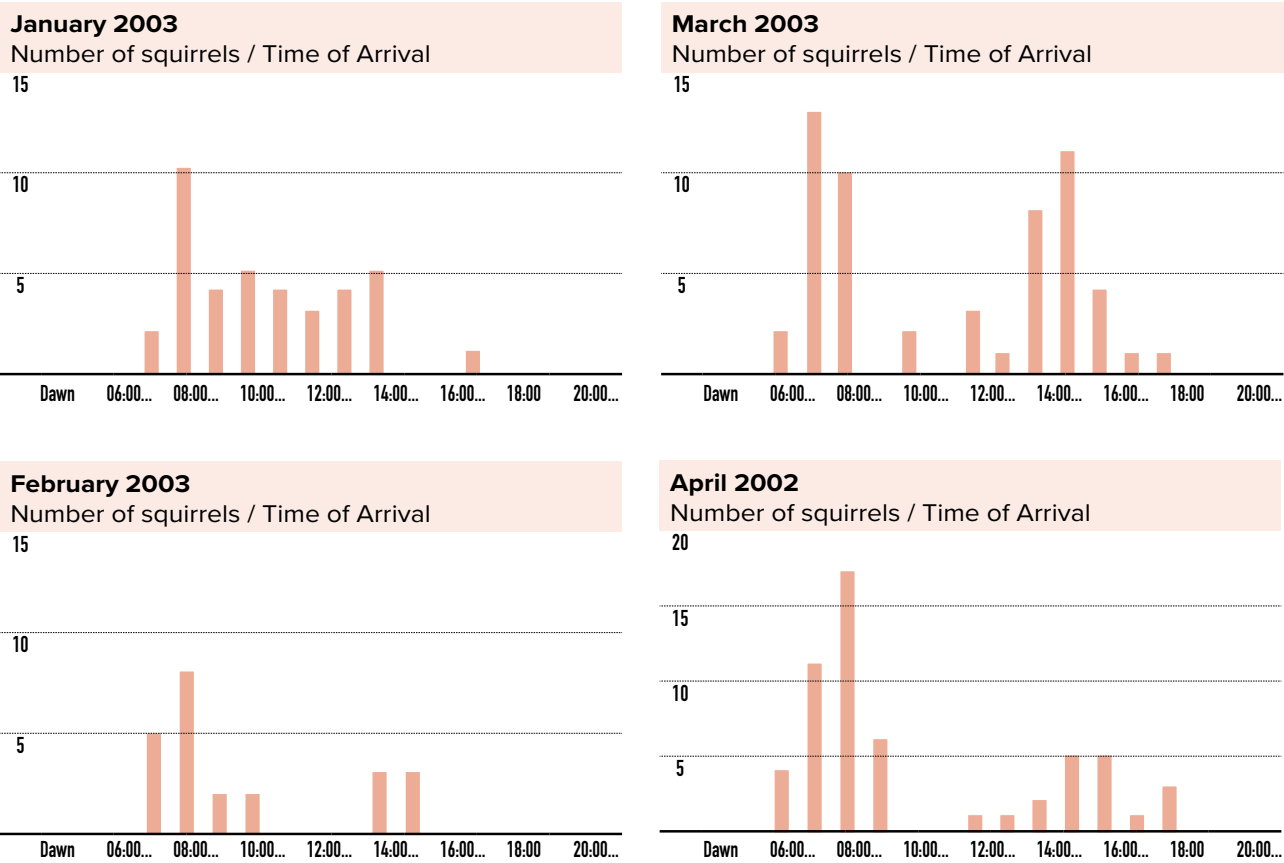 January 2003
Number of squirrels / Time of Arrival
15
10
5
Dawn 06:00... 08:00... 10:00... 12:00... 14:00... 16:00... 18:00 20:00...
March 2003
Number of squirrels / Time of Arrival
15
10
5
Dawn 06:00... 08:00... 10:00... 12:00... 14:00... 16:00... 18:00 20:00...
February 2003
Number of squirrels / Time of Arrival
15
10
5
Dawn 06:00... 08:00... 10:00... 12:00... 14:00... 16:00... 18:00 20:00...
April 2002
Number of squirrels / Time of Arrival
20
15
10
5
Dawn 06:00... 08:00... 10:00... 12:00... 14:00... 16:00... 18:00 20:00...